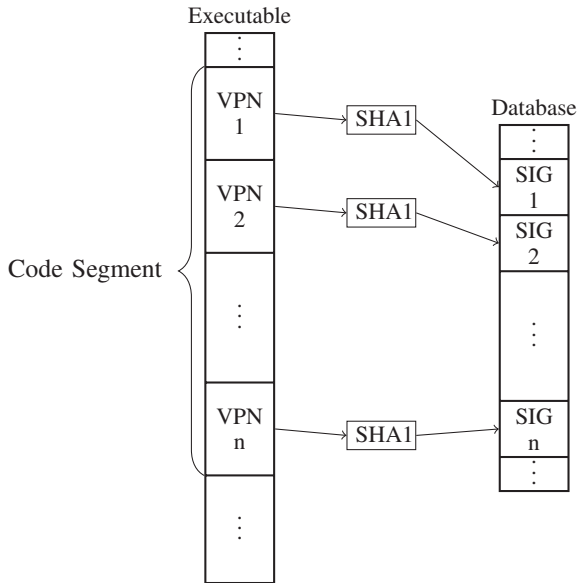 Executable
⋮
VPN
1
SHA1
Database
⋮
SIG
1
VPN
2
SHA1
SIG
2
Code Segment
⋮
⋮
VPN
n
SHA1
SIG
n
⋮
⋮